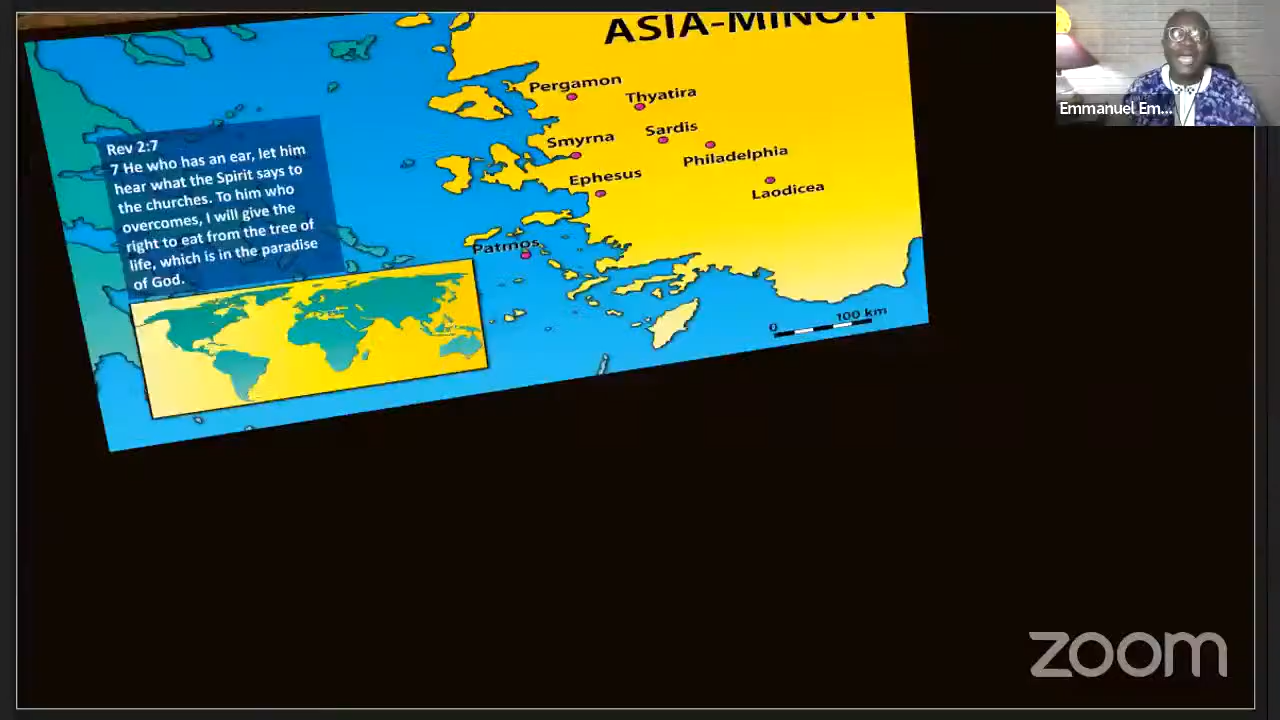 ASIA-MINOR
Emmanuel Em...
Pergamon
Thyatira
Smyrna
Sardis
Philadelphia
Ephesus
Laodicea
Patmos
Rev 2:7
7 He who has an ear, let him
hear what the Spirit says to
the churches. To him who
overcomes, I will give the
right to eat from the tree of
life, which is in the paradise
of God.
0 100 km
zoom